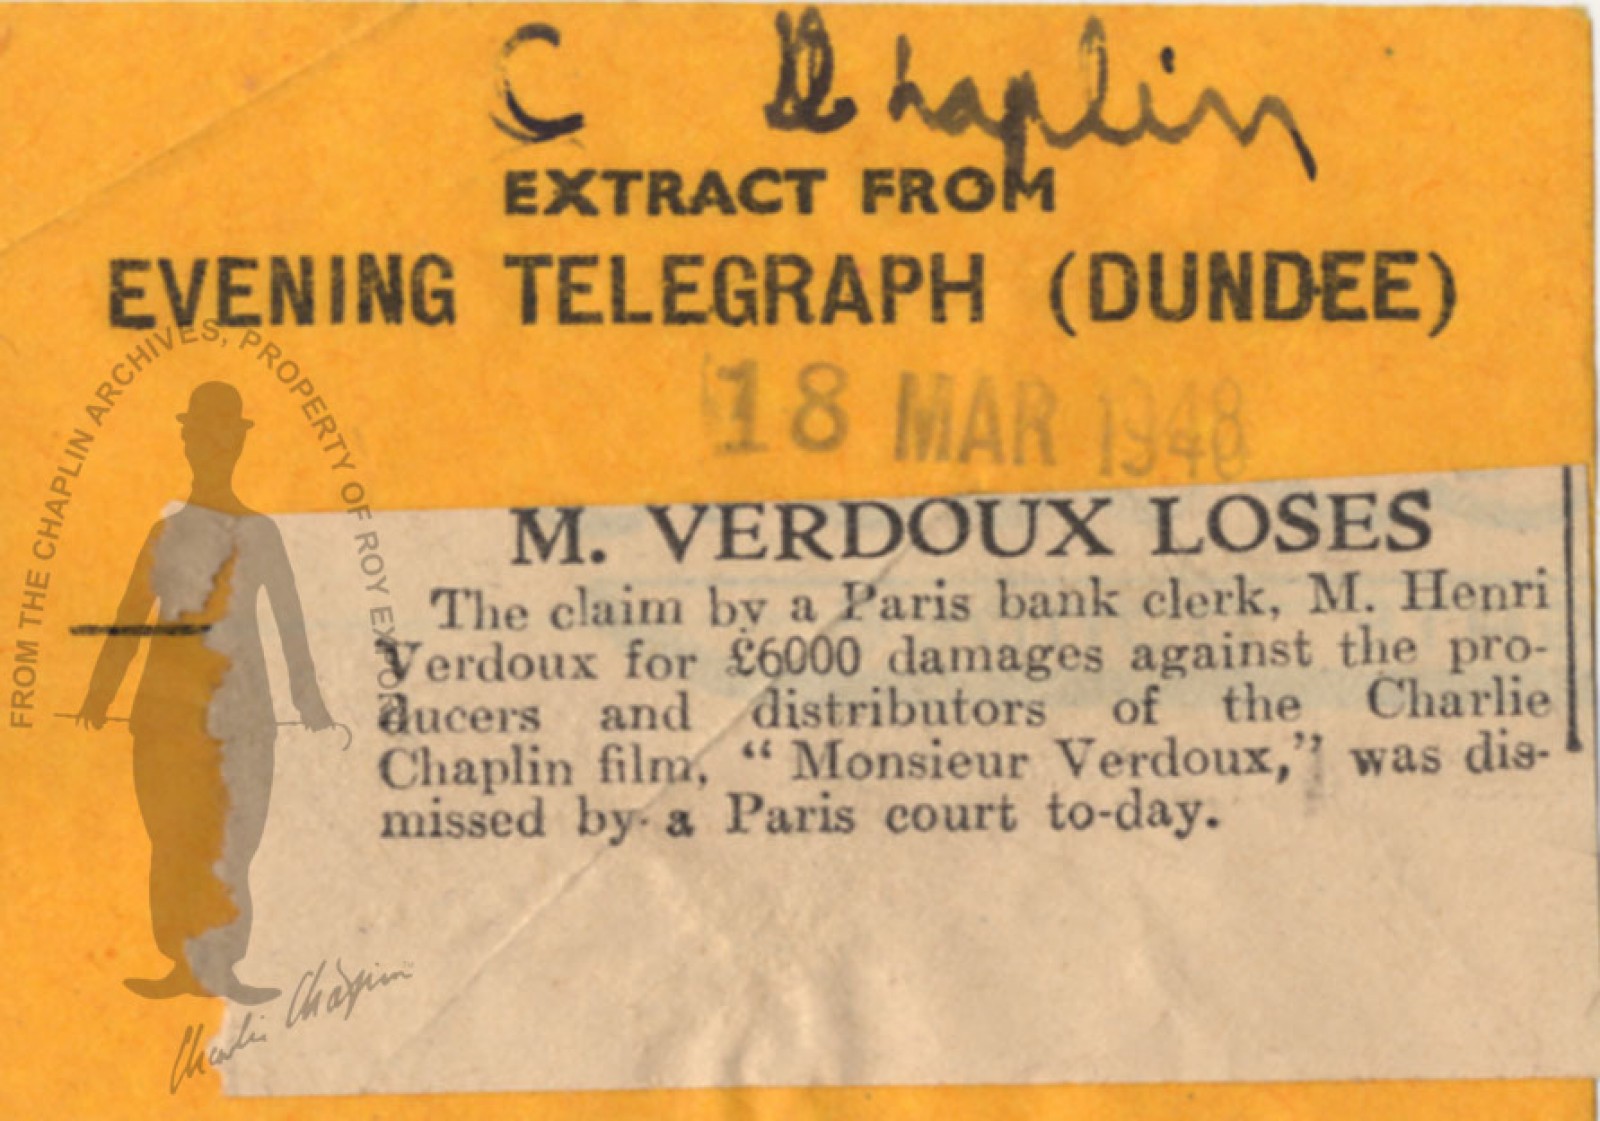 C Chaplin
EXTRACT FROM
EVENING TELEGRAPH (DUNDEE)
18 MAR 1948
M. VERDOUX LOSES
The claim by a Paris bank clerk, M. Henri
Verdoux for £6000 damages against the pro-
ducers and distributors of the Charlie
Chaplin film, “Monsieur Verdoux,” was dis-
missed by a Paris court to-day.
FROM THE CHAPLIN ARCHIVES, PROPERTY OF ROY EXPORT
Charlie Chaplin